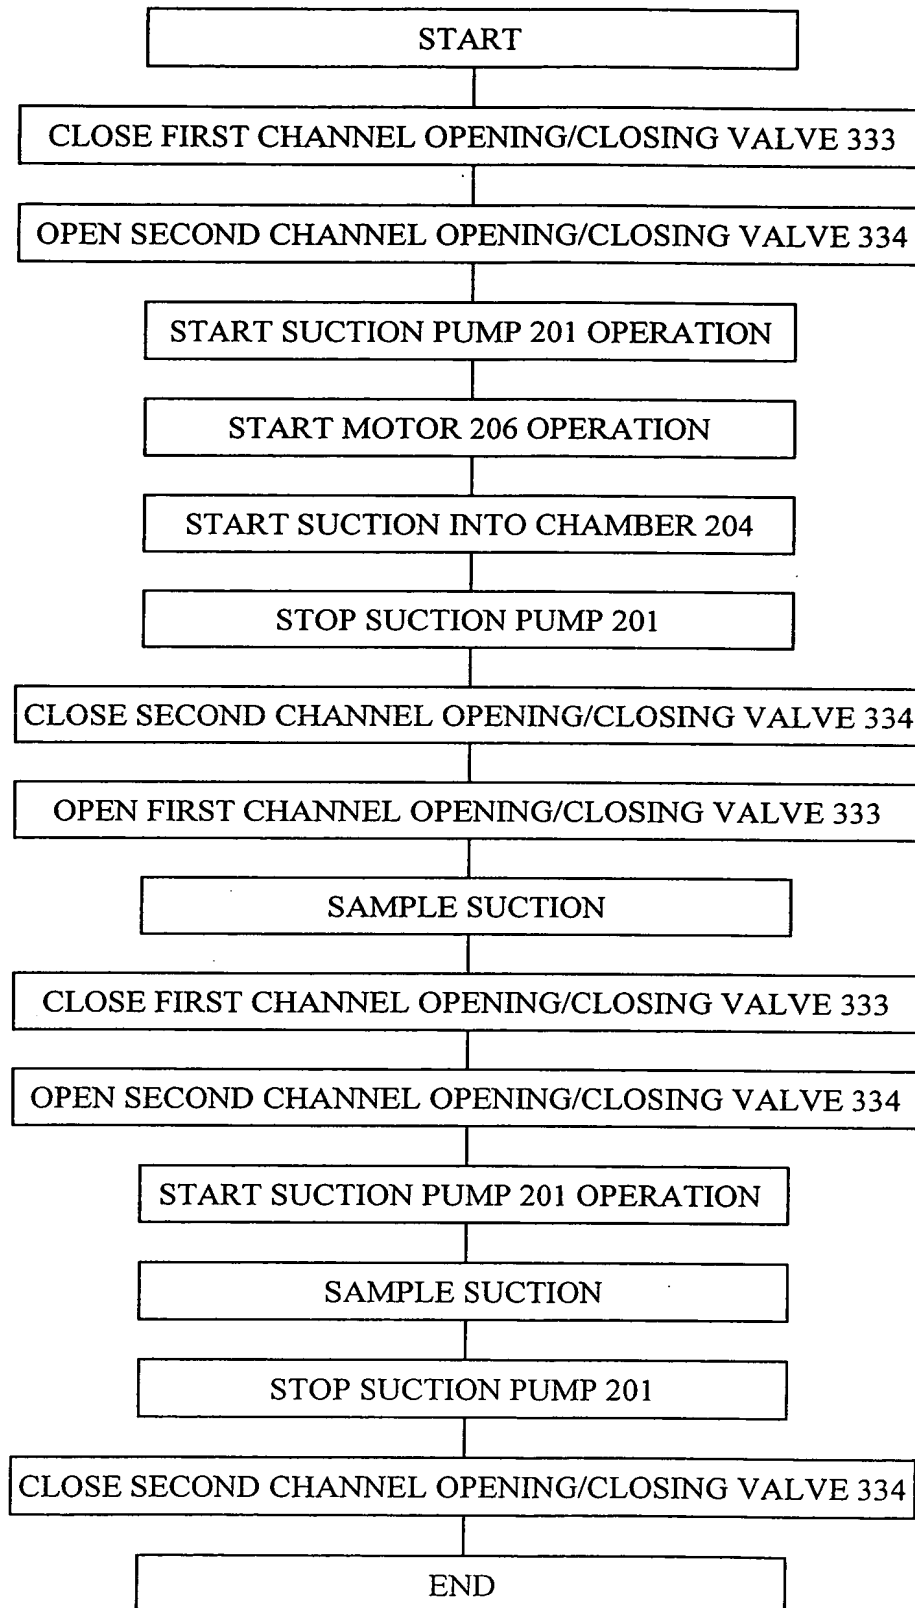 START
CLOSE FIRST CHANNEL OPENING/CLOSING VALVE 333
OPEN SECOND CHANNEL OPENING/CLOSING VALVE 334
START SUCTION PUMP 201 OPERATION
START MOTOR 206 OPERATION
START SUCTION INTO CHAMBER 204
STOP SUCTION PUMP 201
CLOSE SECOND CHANNEL OPENING/CLOSING VALVE 334
OPEN FIRST CHANNEL OPENING/CLOSING VALVE 333
SAMPLE SUCTION
CLOSE FIRST CHANNEL OPENING/CLOSING VALVE 333
OPEN SECOND CHANNEL OPENING/CLOSING VALVE 334
START SUCTION PUMP 201 OPERATION
SAMPLE SUCTION
STOP SUCTION PUMP 201
CLOSE SECOND CHANNEL OPENING/CLOSING VALVE 334
END